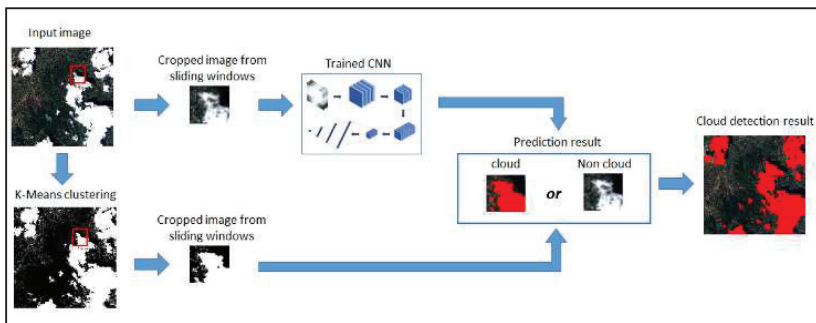 Input image
Cropped image from
sliding windows
Trained CNN
Prediction result
cloud
or
Non cloud
Cloud detection result
K-Means clustering
Cropped image from
sliding windows